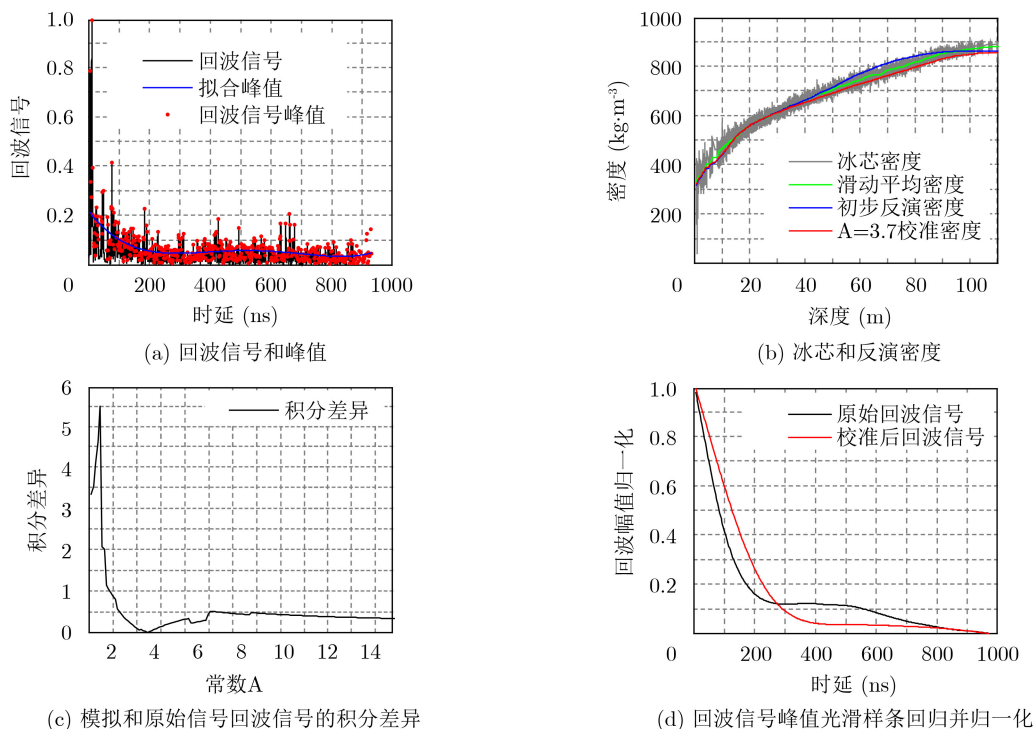 1.0
0.8
0.6
0.4
0.2
0
200
400
600
800
1000
回波信号
时延 (ns)
回波信号
拟合峰值
回波信号峰值
(a) 回波信号和峰值
1000
800
600
400
200
0
20
40
60
80
100
密度 (kg·m⁻³)
深度 (m)
冰芯密度
滑动平均密度
初步反演密度
A=3.7校准密度
(b) 冰芯和反演密度
6
5
4
3
2
1
0
2
4
6
8
10
12
14
积分差异
常数A
积分差异
(c) 模拟和原始信号回波信号的积分差异
1.0
0.8
0.6
0.4
0.2
0
200
400
600
800
1000
回波幅值归一化
时延 (ns)
原始回波信号
校准后回波信号
(d) 回波信号峰值光滑样条回归并归一化